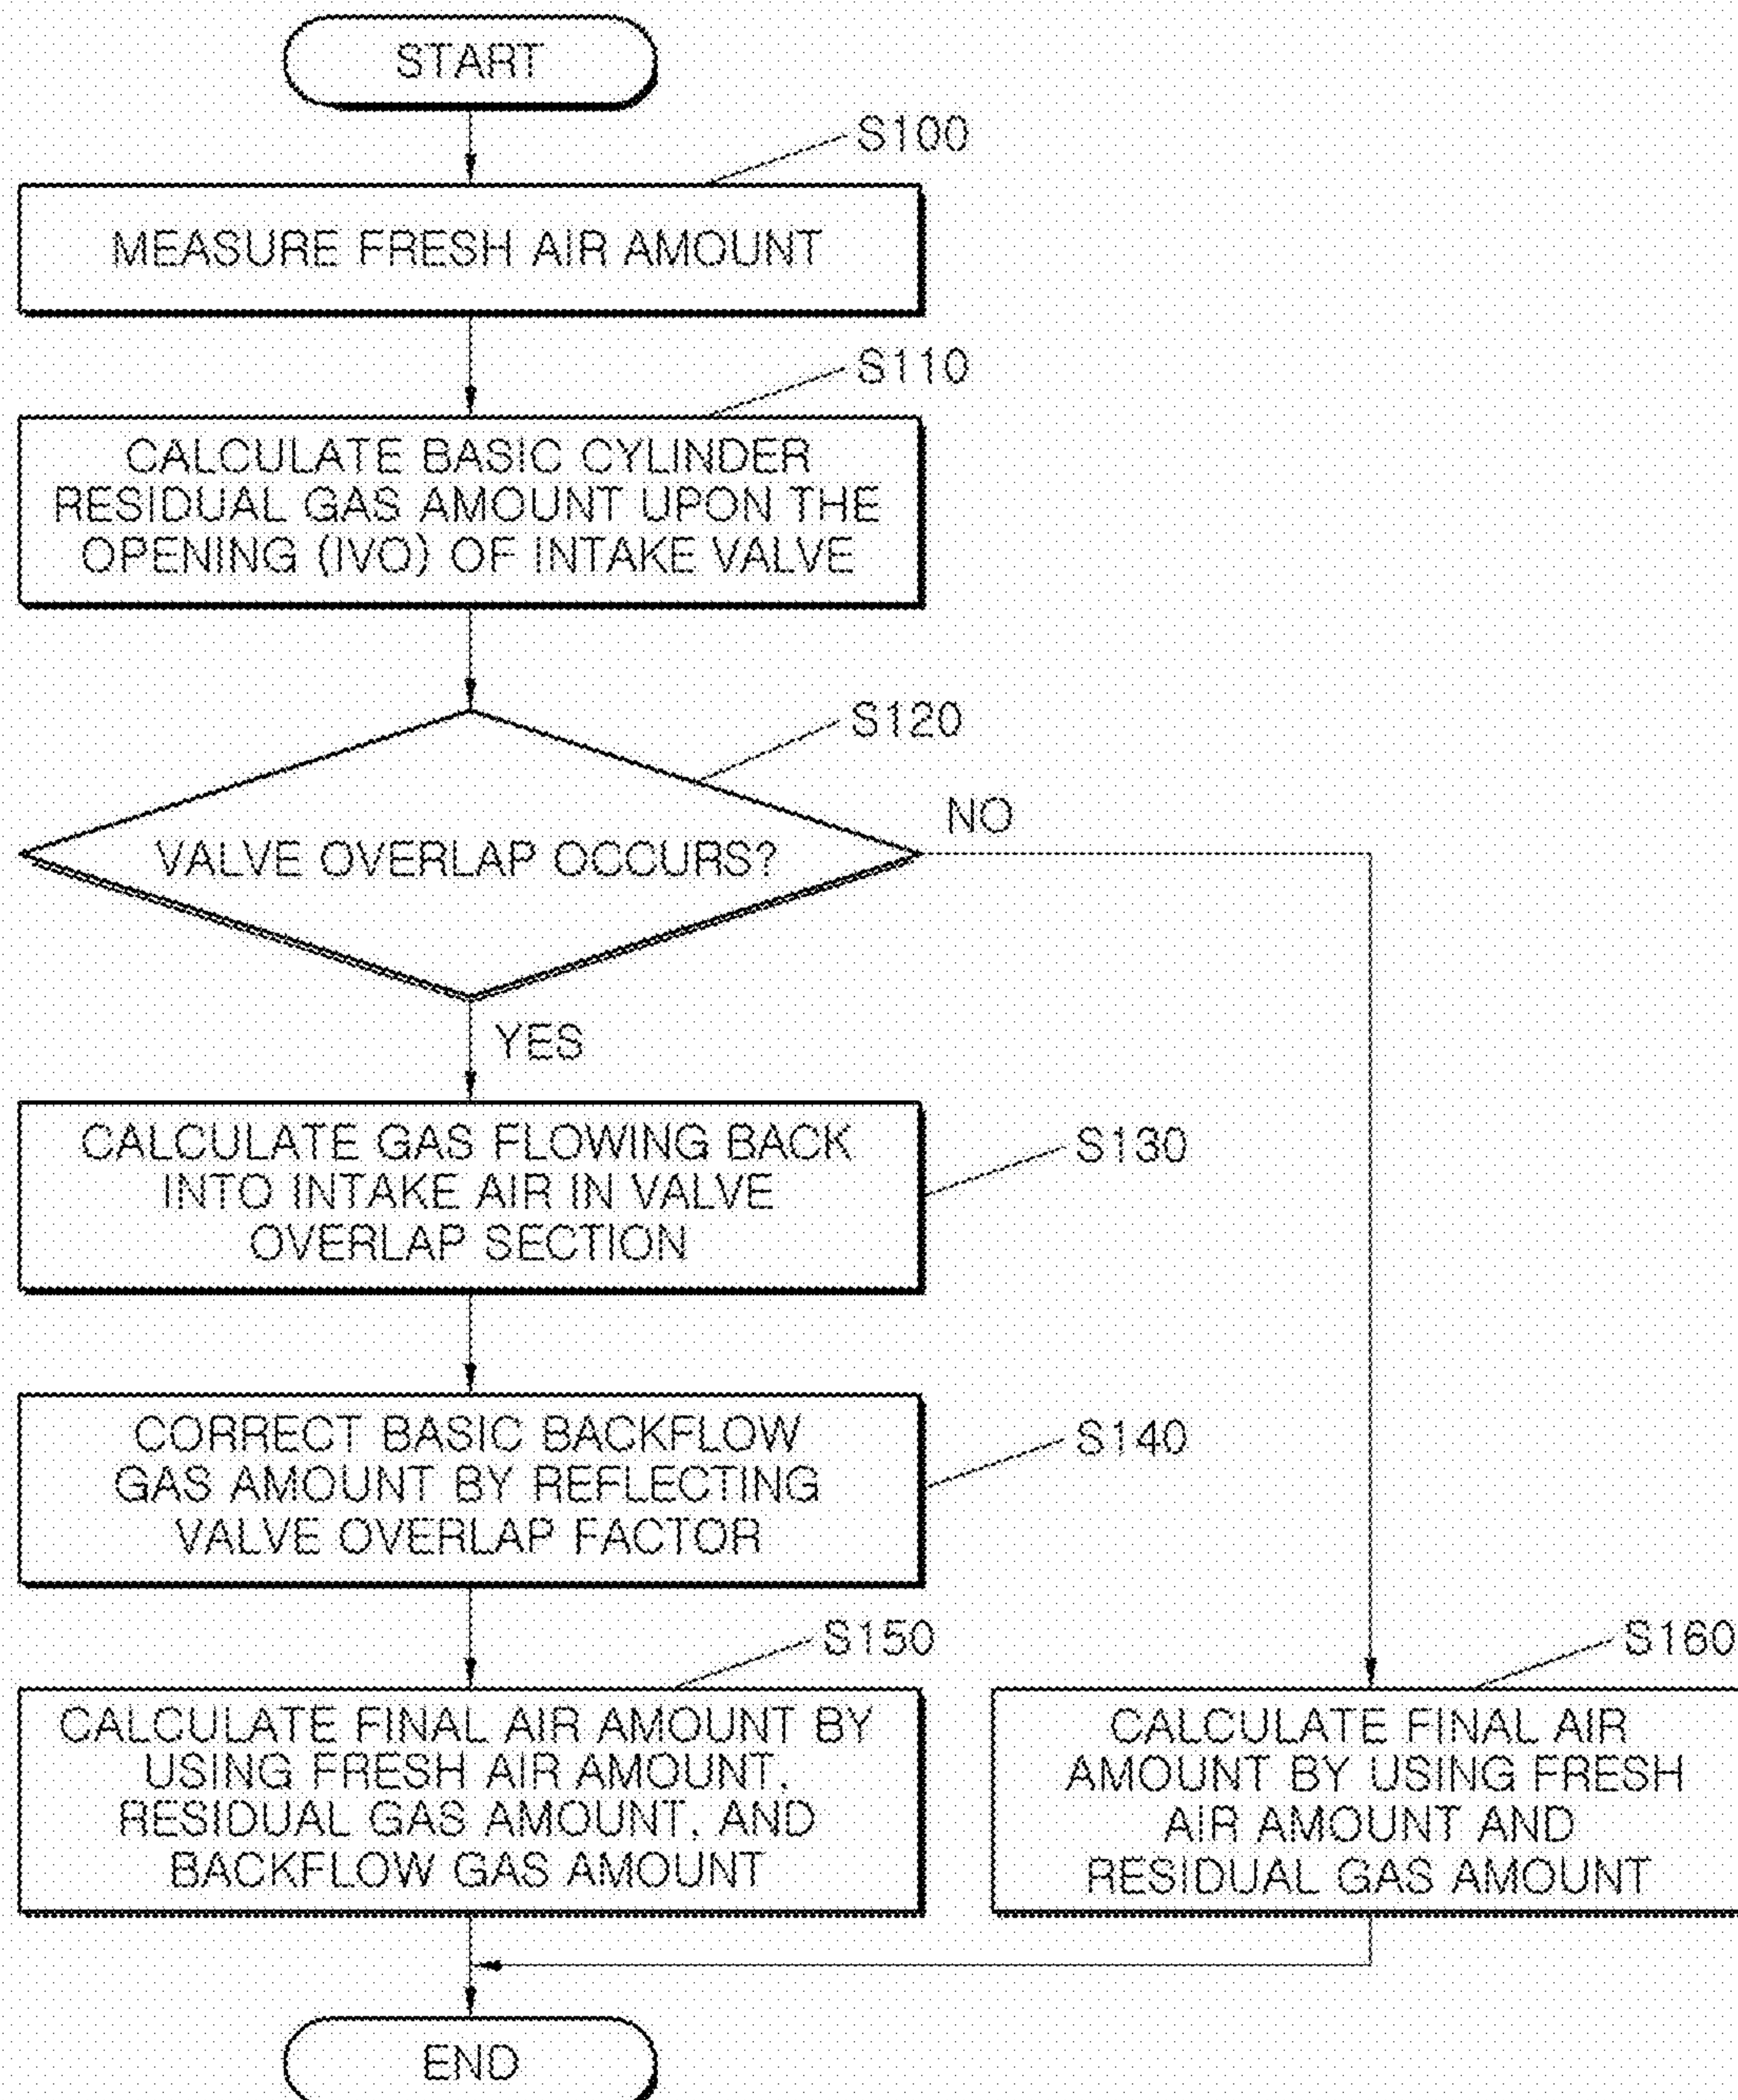 START
S100
MEASURE FRESH AIR AMOUNT
S110
CALCULATE BASIC CYLINDER
RESIDUAL GAS AMOUNT UPON THE
OPENING (IVO) OF INTAKE VALVE
S120
VALVE OVERLAP OCCURS?
NO
YES
CALCULATE GAS FLOWING BACK
INTO INTAKE AIR IN VALVE
OVERLAP SECTION
S130
CORRECT BASIC BACKFLOW
GAS AMOUNT BY REFLECTING
VALVE OVERLAP FACTOR
S140
S150
CALCULATE FINAL AIR AMOUNT BY
USING FRESH AIR AMOUNT,
RESIDUAL GAS AMOUNT, AND
BACKFLOW GAS AMOUNT
S160
CALCULATE FINAL AIR
AMOUNT BY USING FRESH
AIR AMOUNT AND
RESIDUAL GAS AMOUNT
END